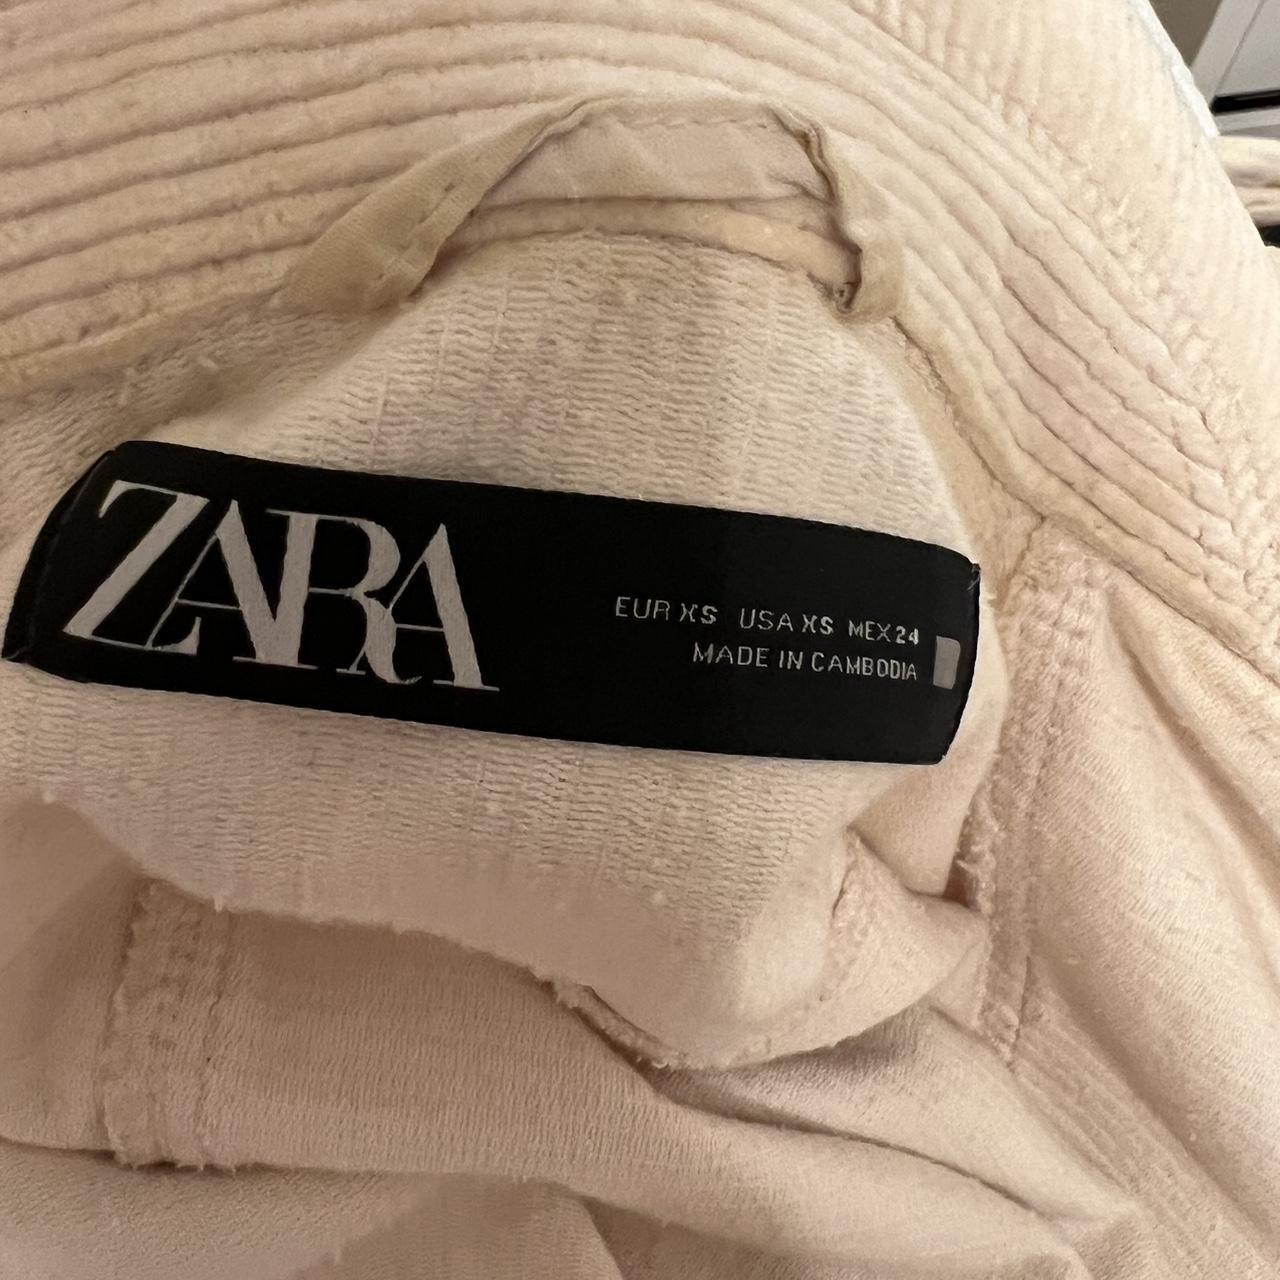 ZARA
EUR XS USA XS MEX 24
MADE IN CAMBODIA